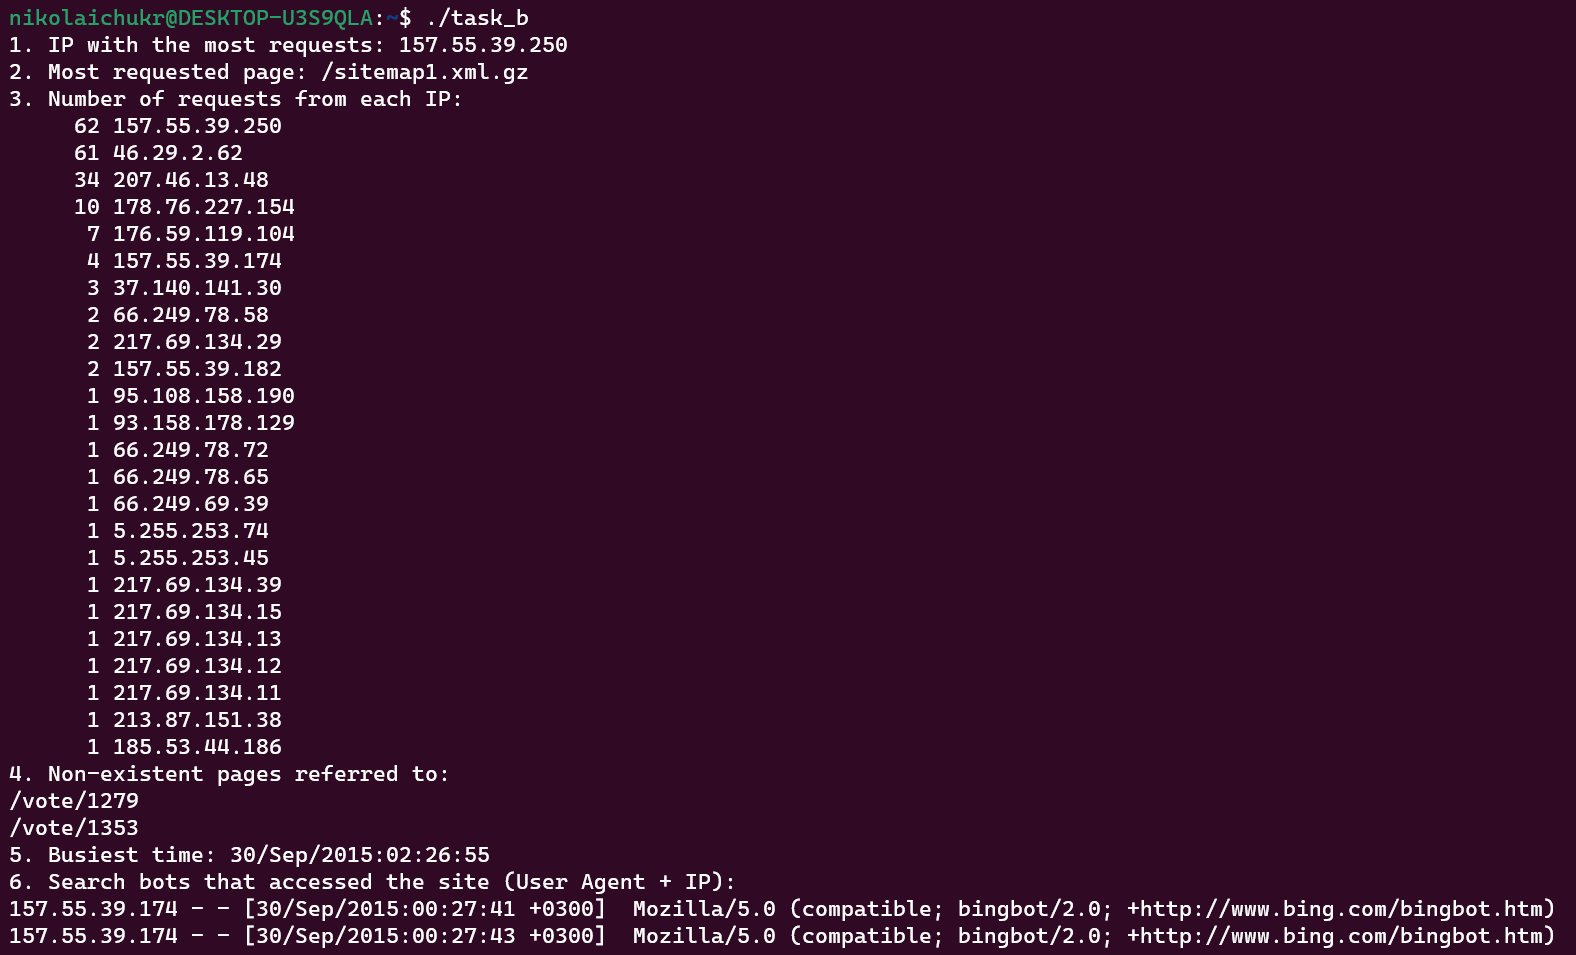 nikolaichukr@DESKTOP-U3S9QLA:~$ ./task_b
1. IP with the most requests: 157.55.39.250
2. Most requested page: /sitemap1.xml.gz
3. Number of requests from each IP:
62 157.55.39.250
61 46.29.2.62
34 207.46.13.48
10 178.76.227.154
7 176.59.119.104
4 157.55.39.174
3 37.140.141.30
2 66.249.78.58
2 217.69.134.29
2 157.55.39.182
1 95.108.158.190
1 93.158.178.129
1 66.249.78.72
1 66.249.78.65
1 66.249.69.39
1 5.255.253.74
1 5.255.253.45
1 217.69.134.39
1 217.69.134.15
1 217.69.134.13
1 217.69.134.12
1 217.69.134.11
1 213.87.151.38
1 185.53.44.186
4. Non-existent pages referred to:
/vote/1279
/vote/1353
5. Busiest time: 30/Sep/2015:02:26:55
6. Search bots that accessed the site (User Agent + IP):
157.55.39.174 - - [30/Sep/2015:00:27:41 +0300]  Mozilla/5.0 (compatible; bingbot/2.0; +http://www.bing.com/bingbot.htm)
157.55.39.174 - - [30/Sep/2015:00:27:43 +0300]  Mozilla/5.0 (compatible; bingbot/2.0; +http://www.bing.com/bingbot.htm)